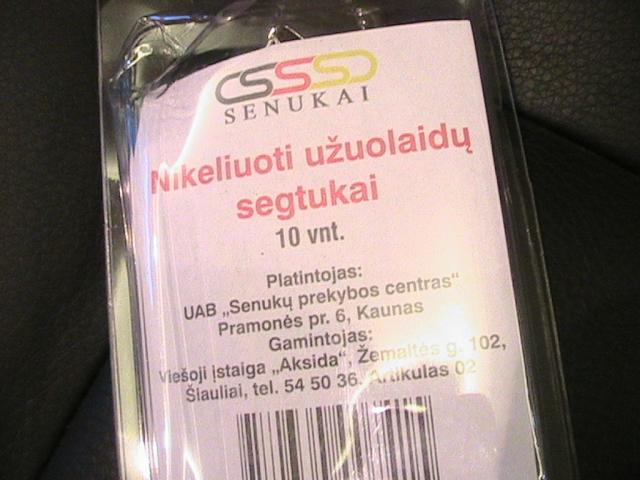 SENUKAI
Nikeliuoti užuolaidų
segtukai
10 vnt.
Platintojas:
UAB „Senukų prekybos centras“
Pramonės pr. 6, Kaunas
Gamintojas:
Viešoji įstaiga „Aksida“, Žemaitės g. 102,
Šiauliai, tel. 54 50 36. Artikulas 02